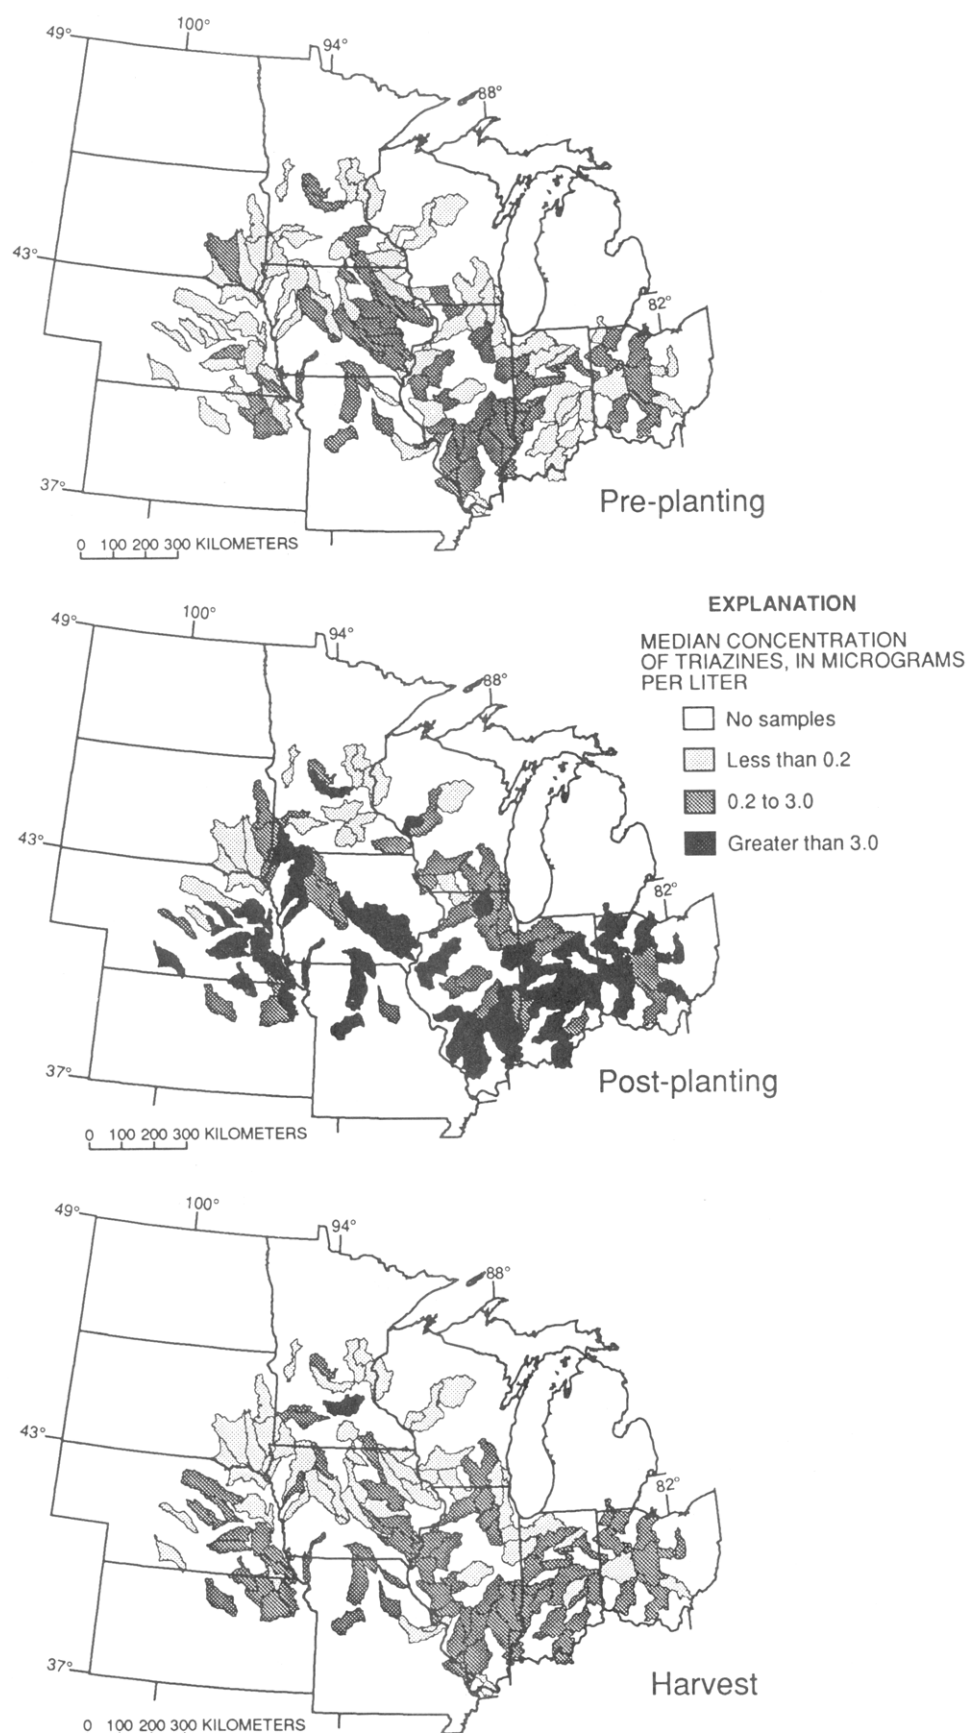 100°
49°
94°
88°
43°
82°
37°
Pre-planting
0 100 200 300 KILOMETERS
EXPLANATION
MEDIAN CONCENTRATION
OF TRIAZINES, IN MICROGRAMS
PER LITER
No samples
Less than 0.2
0.2 to 3.0
Greater than 3.0
100°
49°
94°
88°
43°
82°
37°
Post-planting
0 100 200 300 KILOMETERS
100°
49°
94°
88°
43°
82°
37°
Harvest
0 100 200 300 KILOMETERS